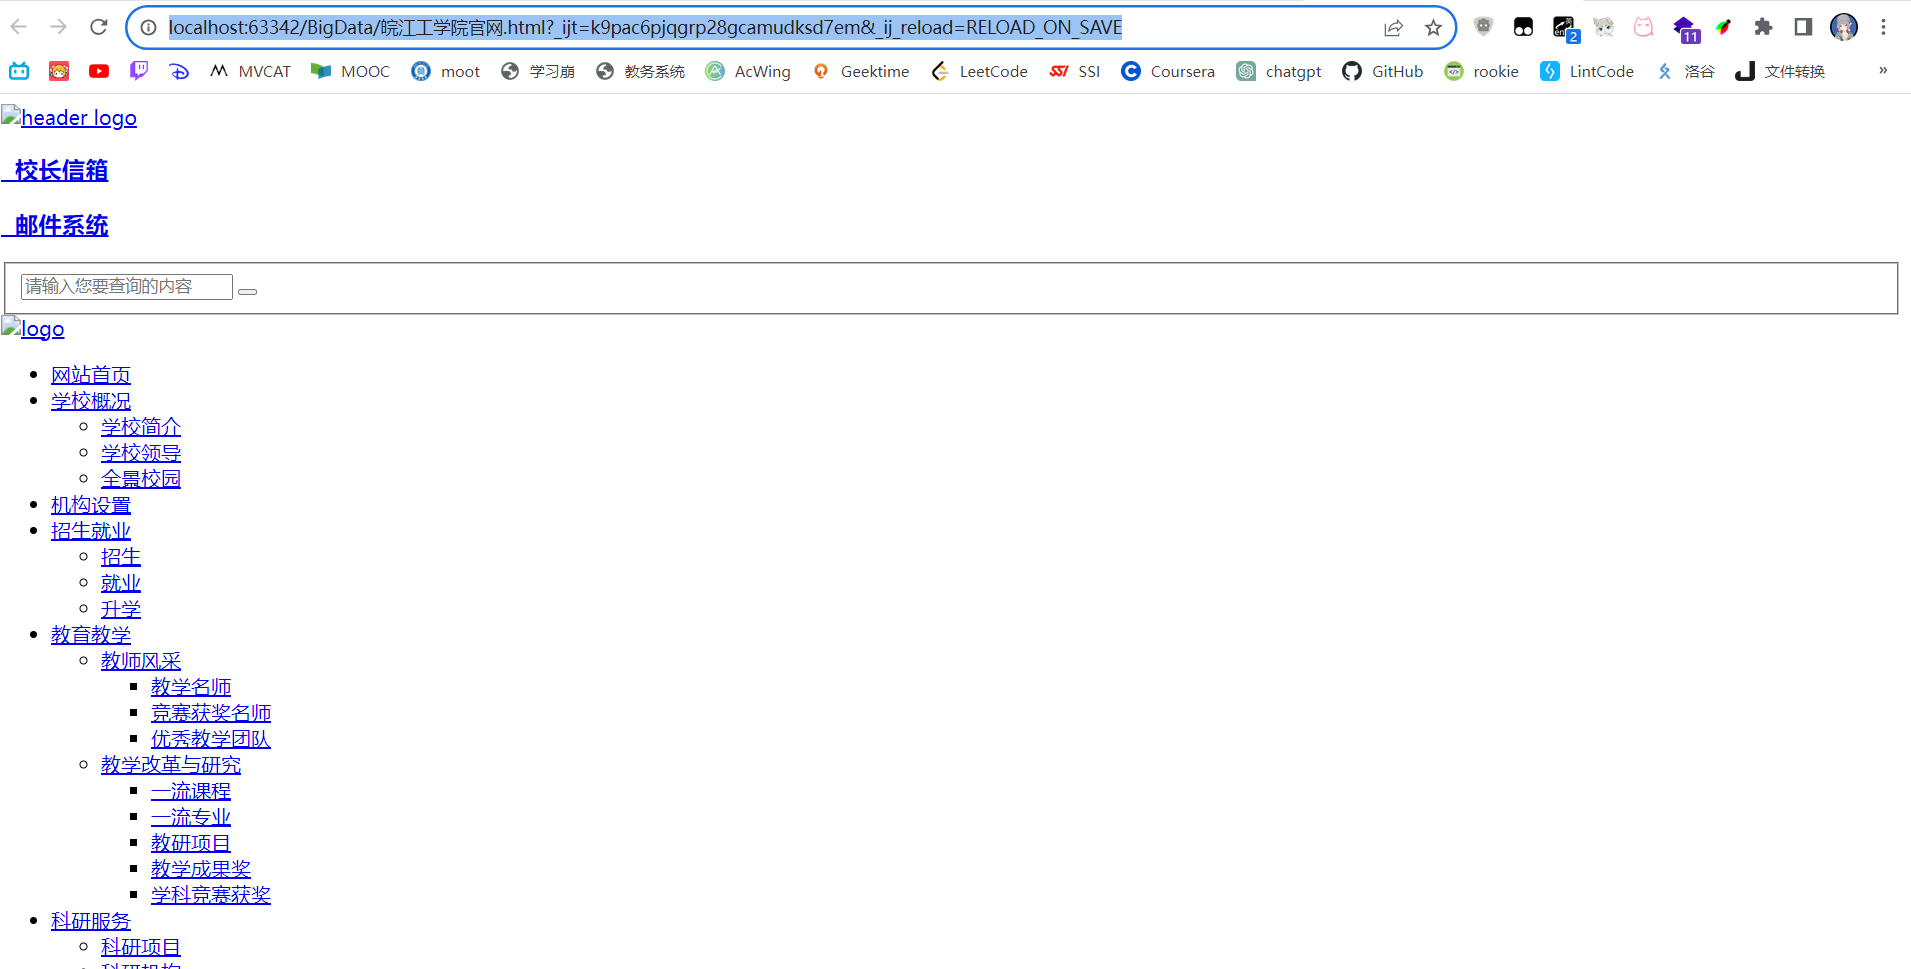 localhost:63342/BigData/皖江工学院官网.html?_ijt=k9pac6pjqgrp28gcamudksd7em&_ij_reload=RELOAD_ON_SAVE
2
11
MVCAT MOOC moot 学习崩 教务系统 AcWing Geektime LeetCode SSI Coursera chatgpt GitHub rookie LintCode 洛谷 文件转换 »
header logo
校长信箱
邮件系统
请输入您要查询的内容
logo
网站首页
学校概况
学校简介
学校领导
全景校园
机构设置
招生就业
招生
就业
升学
教育教学
教师风采
教学名师
竞赛获奖名师
优秀教学团队
教学改革与研究
一流课程
一流专业
教研项目
教学成果奖
学科竞赛获奖
科研服务
科研项目
科研机构